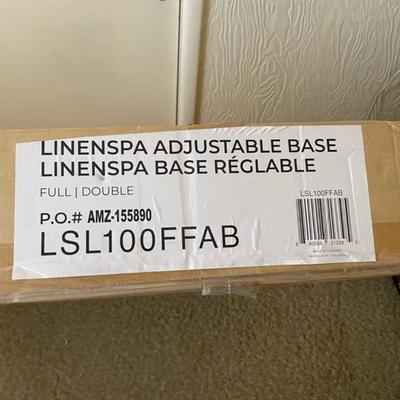 LINENSPA ADJUSTABLE BASE
LINENSPA BASE RÉGLABLE
FULL | DOUBLE
P.O.# AMZ-155890
LSL100FFAB
LSL100FFAB